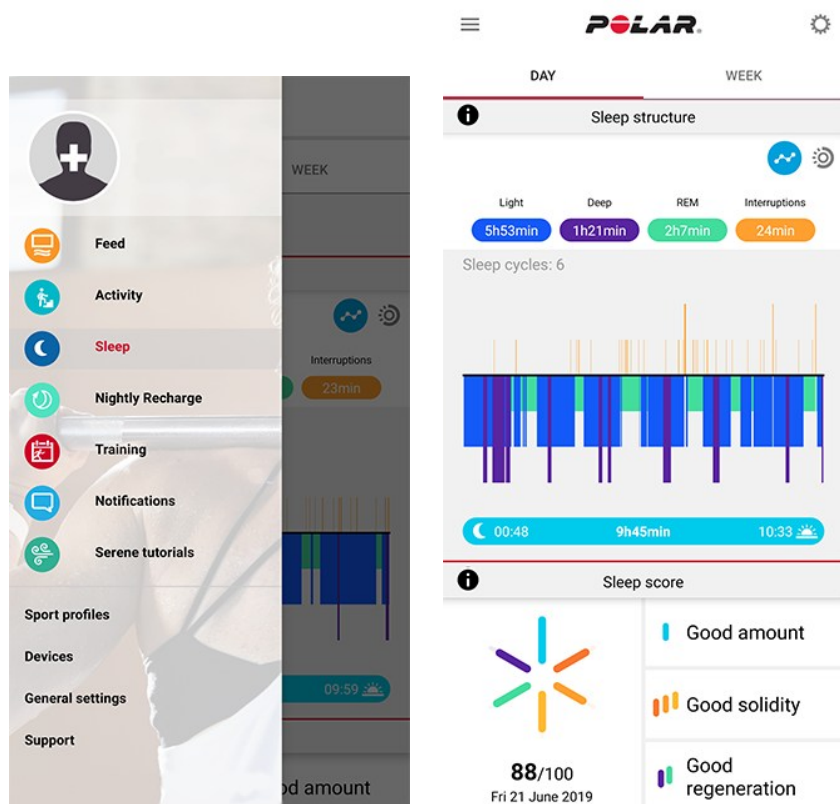 WEEK
Feed
Activity
Sleep
Interruptions
Nightly Recharge
23min
Training
Notifications
Serene tutorials
Sport profiles
Devices
09:59
General settings
Support
od amount
POLAR.
DAY WEEK
Sleep structure
Light Deep REM Interruptions
5h53min 1h21min 2h7min 24min
Sleep cycles: 6
00:48 9h45min 10:33
Sleep score
Good amount
Good solidity
88/100
Fri 21 June 2019
Good
regeneration